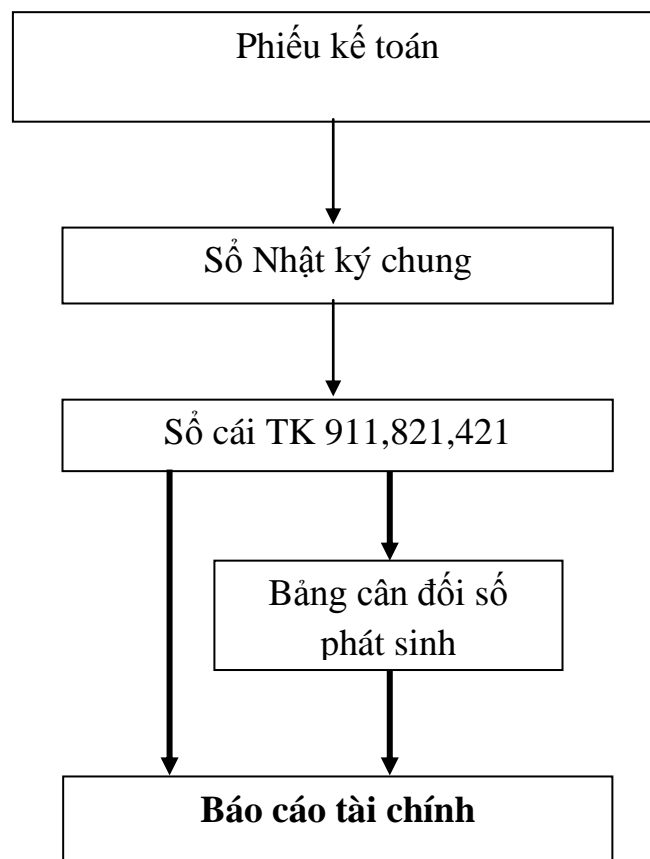 Phiếu kế toán
Sổ Nhật ký chung
Sổ cái TK 911,821,421
Bảng cân đối số
phát sinh
Báo cáo tài chính